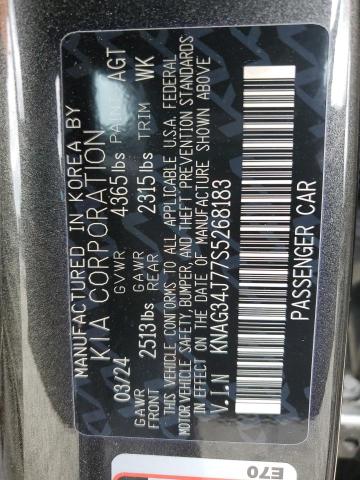 MANUFACTURED IN KOREA BY
KIA CORPORATION
03/24 GVWR 4365lbs PAINT AGT
GAWR FRONT 2513lbs GAWR REAR 2315lbs TRIM WK
THIS VEHICLE CONFORMS TO ALL APPLICABLE U.S.A. FEDERAL
MOTOR VEHICLE SAFETY, BUMPER, AND THEFT PREVENTION STANDARDS
IN EFFECT ON THE DATE OF MANUFACTURE SHOWN ABOVE
V.I.N KNAG34J77S5268183
PASSENGER CAR
E70